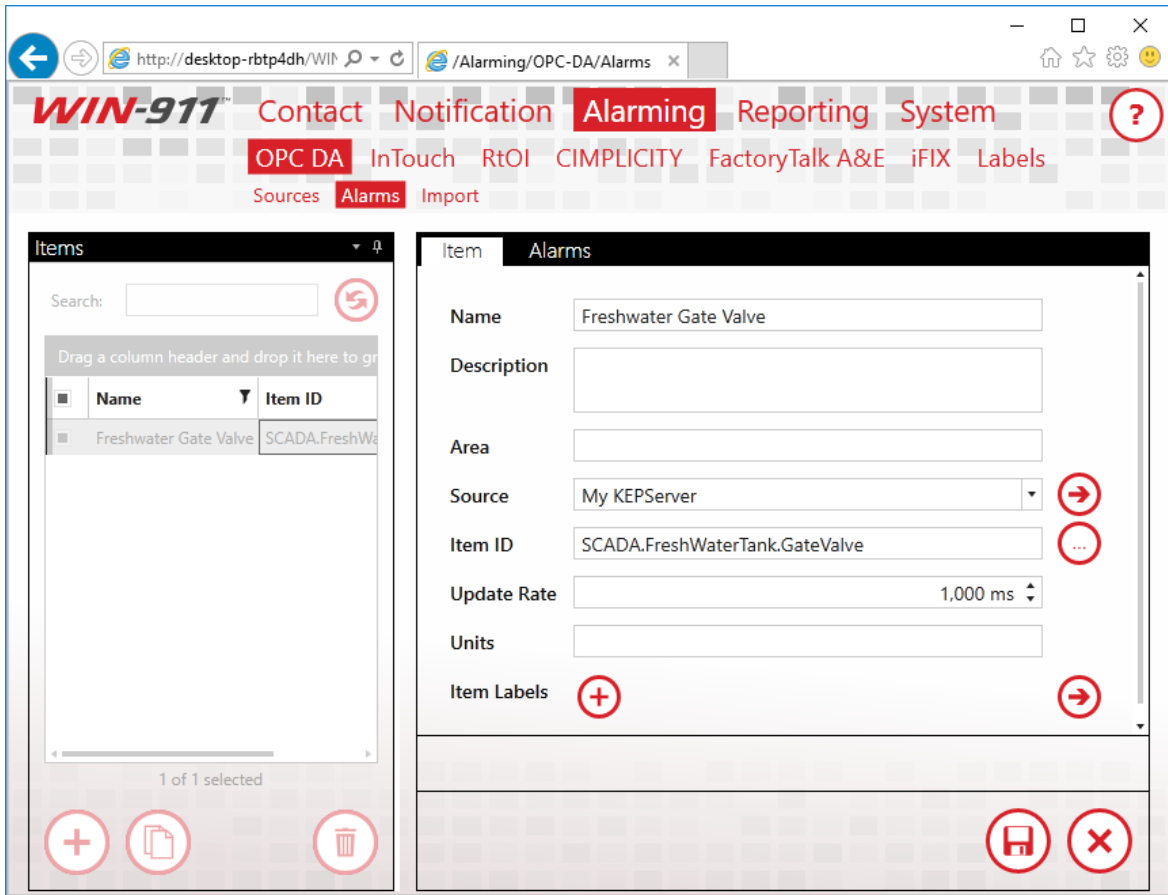 http://desktop-rbtp4dh/WIN
/Alarming/OPC-DA/Alarms
WIN-911™ Contact Notification Alarming Reporting System ?
OPC DA InTouch RtOI CIMPLICITY FactoryTalk A&E iFIX Labels
Sources Alarms Import
Items
Search:
Drag a column header and drop it here to gr
Name Item ID
Freshwater Gate Valve SCADA.FreshWa
1 of 1 selected
Item Alarms
Name Freshwater Gate Valve
Description
Area
Source My KEPServer
Item ID SCADA.FreshWaterTank.GateValve ...
Update Rate 1,000 ms
Units
Item Labels